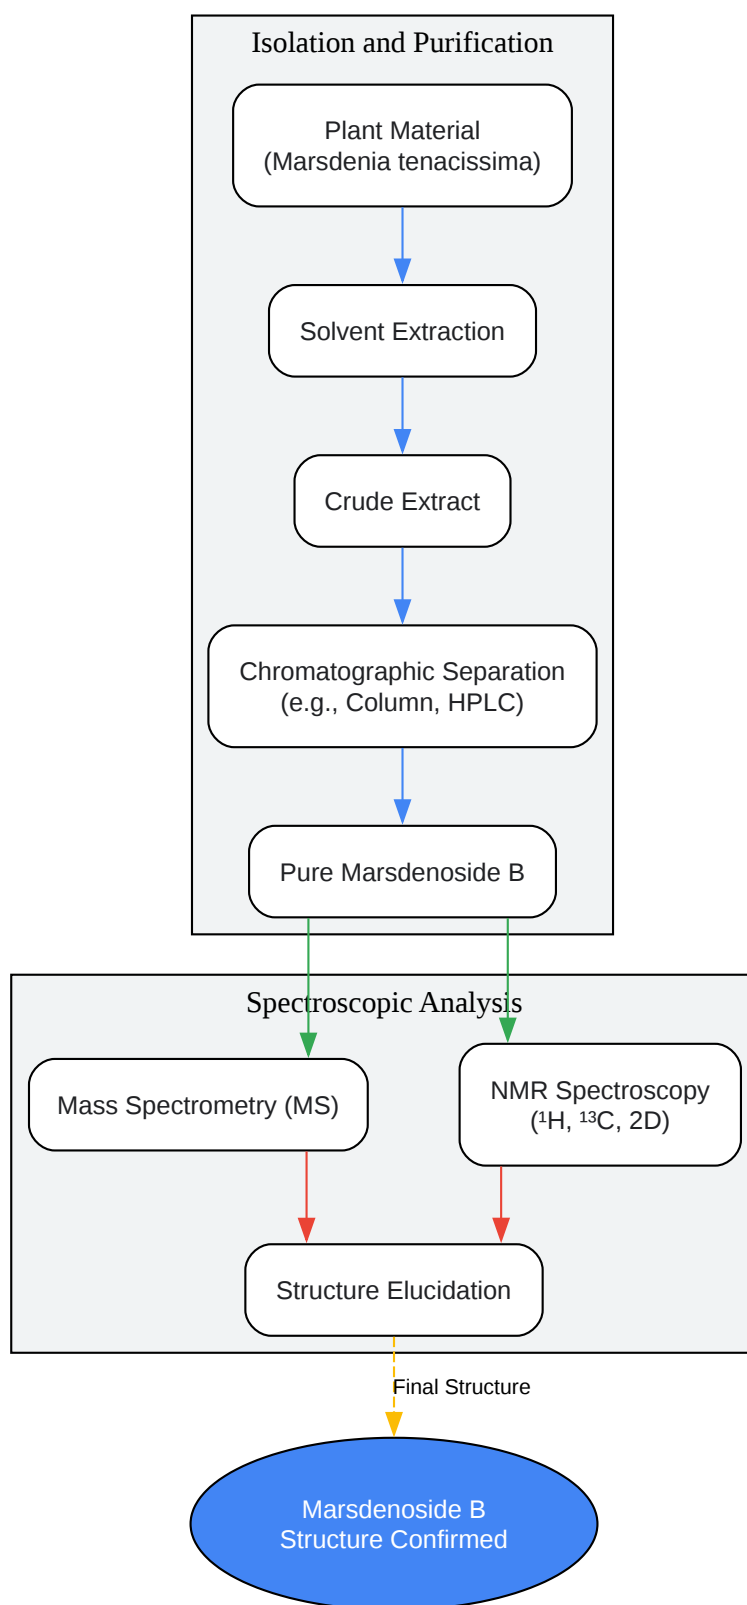 Isolation and Purification
Plant Material
(Marsdenia tenacissima)
Solvent Extraction
Crude Extract
Chromatographic Separation
(e.g., Column, HPLC)
Pure Marsdenoside B
Spectroscopic Analysis
Mass Spectrometry (MS)
NMR Spectroscopy
(¹H, ¹³C, 2D)
Structure Elucidation
Final Structure
Marsdenoside B
Structure Confirmed